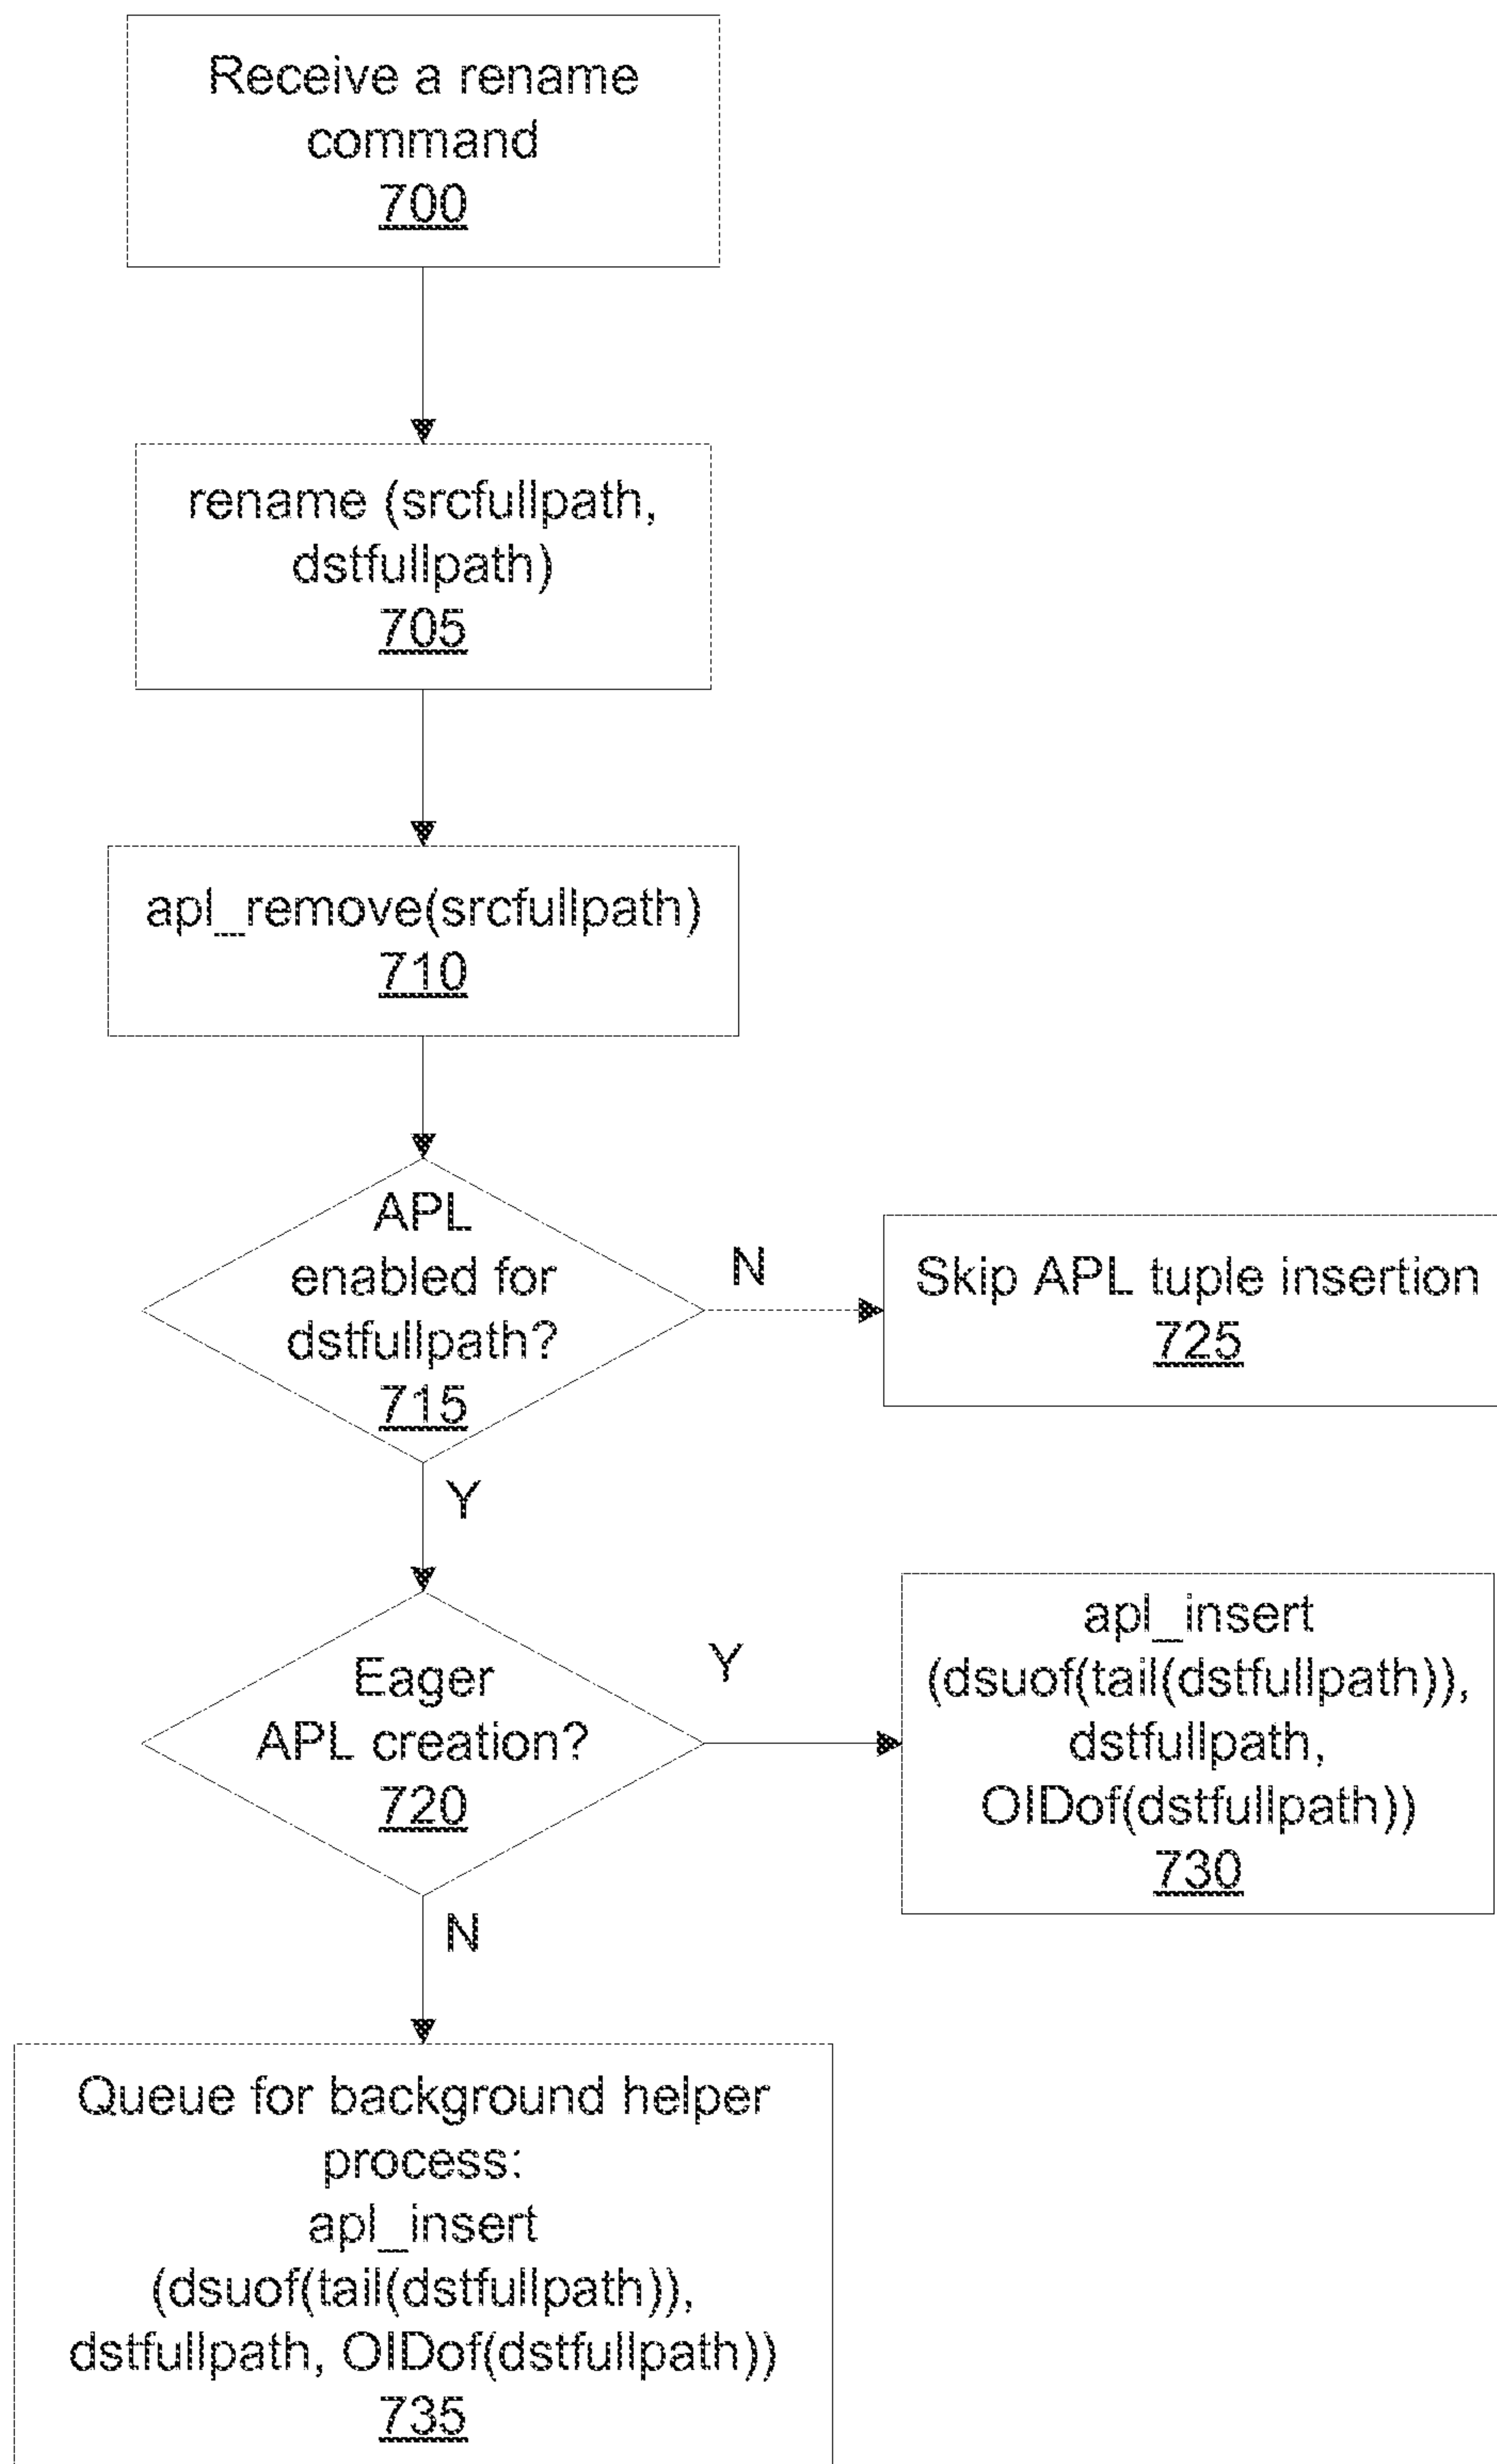 Receive a rename
command
700
rename (srcfullpath,
dstfullpath)
705
apl_remove(srcfullpath)
710
APL
enabled for
dstfullpath?
715
N
Skip APL tuple insertion
725
Y
Eager
APL creation?
720
Y
apl_insert
(dsuof(tail(dstfullpath)),
dstfullpath,
OIDof(dstfullpath))
730
N
Queue for background helper
process:
apl_insert
(dsuof(tail(dstfullpath)),
dstfullpath, OIDof(dstfullpath))
735